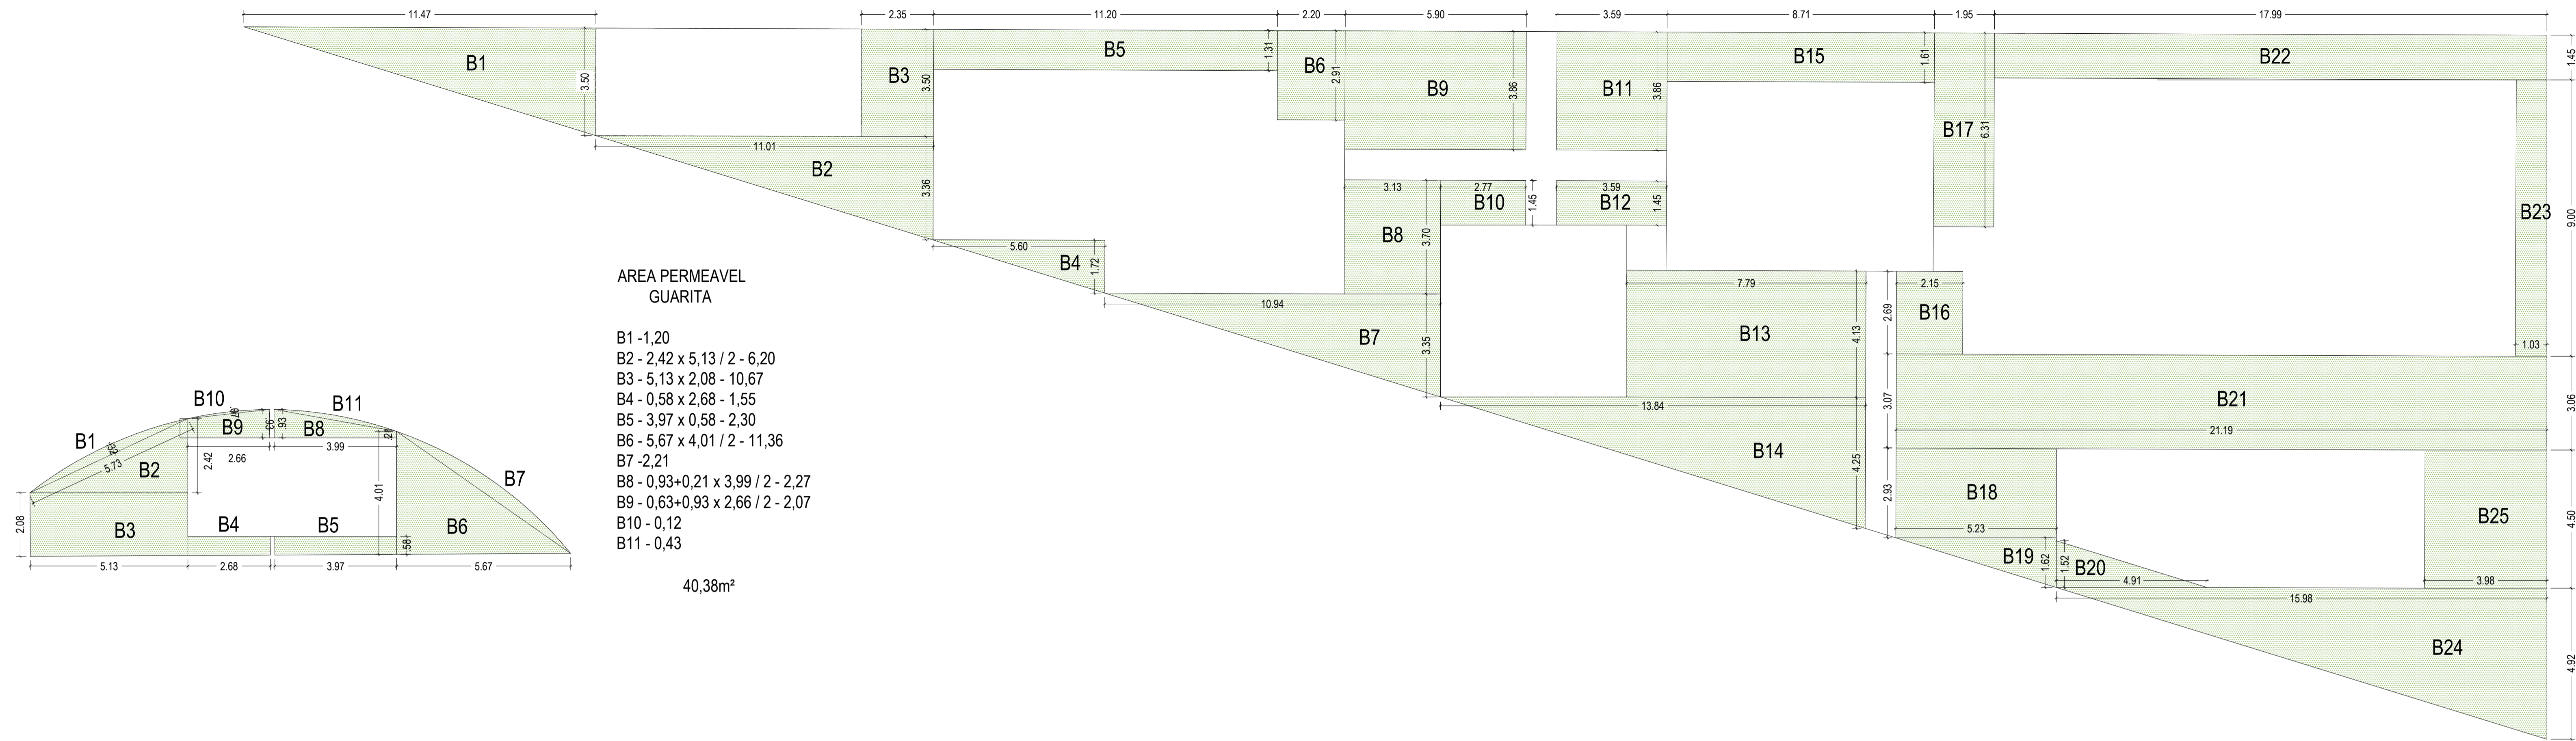 11.47
2.35
11.20
2.20
5.90
3.59
8.71
1.95
17.99
B1
3.50
B3
3.50
B5
1.31
B6
2.91
B9
3.86
B11
3.86
B15
1.61
B17
6.31
B22
1.45
11.01
B2
3.36
3.13
2.77
B10
1.45
3.59
B12
1.45
B23
9.00
5.60
B4
1.72
B8
3.70
7.79
B13
4.13
2.15
B16
2.69
1.03
10.94
B7
3.35
13.84
B14
4.25
3.07
B21
21.19
3.06
2.93
B18
5.23
B25
4.50
3.98
B19
1.62
1.52
B20
4.91
15.98
B24
4.92
AREA PERMEAVEL
GUARITA
B1 -1,20
B2 - 2,42 x 5,13 / 2 - 6,20
B3 - 5,13 x 2,08 - 10,67
B4 - 0,58 x 2,68 - 1,55
B5 - 3,97 x 0,58 - 2,30
B6 - 5,67 x 4,01 / 2 - 11,36
B7 -2,21
B8 - 0,93+0,21 x 3,99 / 2 - 2,27
B9 - 0,63+0,93 x 2,66 / 2 - 2,07
B10 - 0,12
B11 - 0,43
40,38m²
B10
B11
B1
B9
.93
.93
B8
.21
5.73
B2
2.42
2.66
3.99
4.01
B7
2.08
B3
B4
B5
.58
B6
5.13
2.68
3.97
5.67